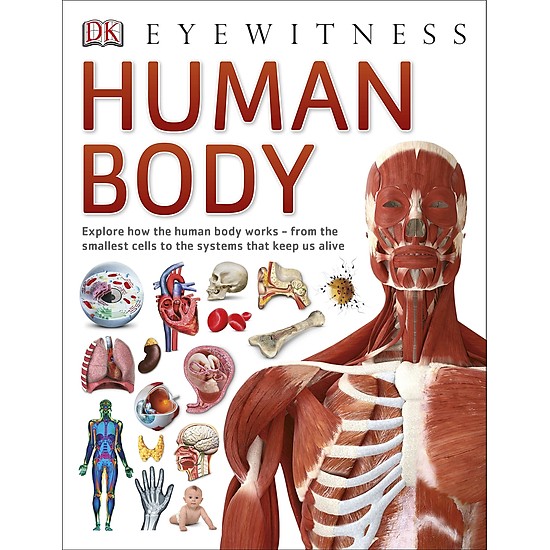 DK EYEWITNESS
HUMAN
BODY
Explore how the human body works – from the
smallest cells to the systems that keep us alive